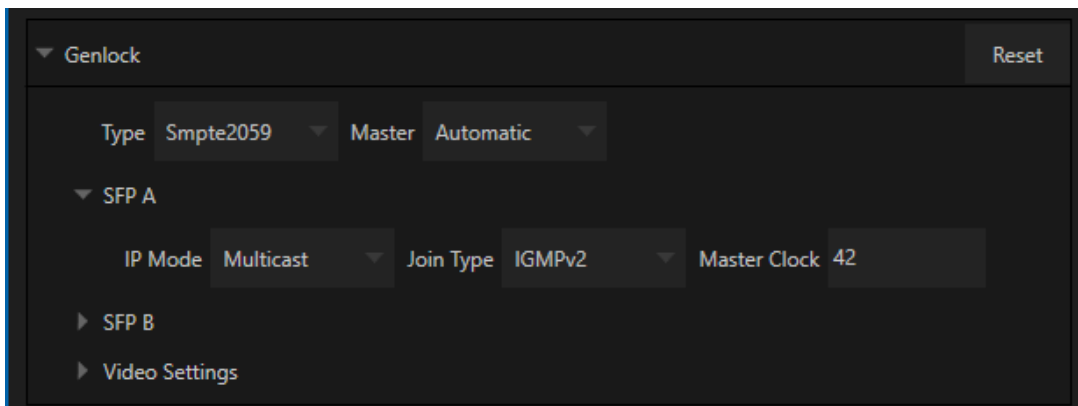 Genlock Reset
Type Smpte2059 Master Automatic
SFP A
IP Mode Multicast Join Type IGMPv2 Master Clock 42
SFP B
Video Settings